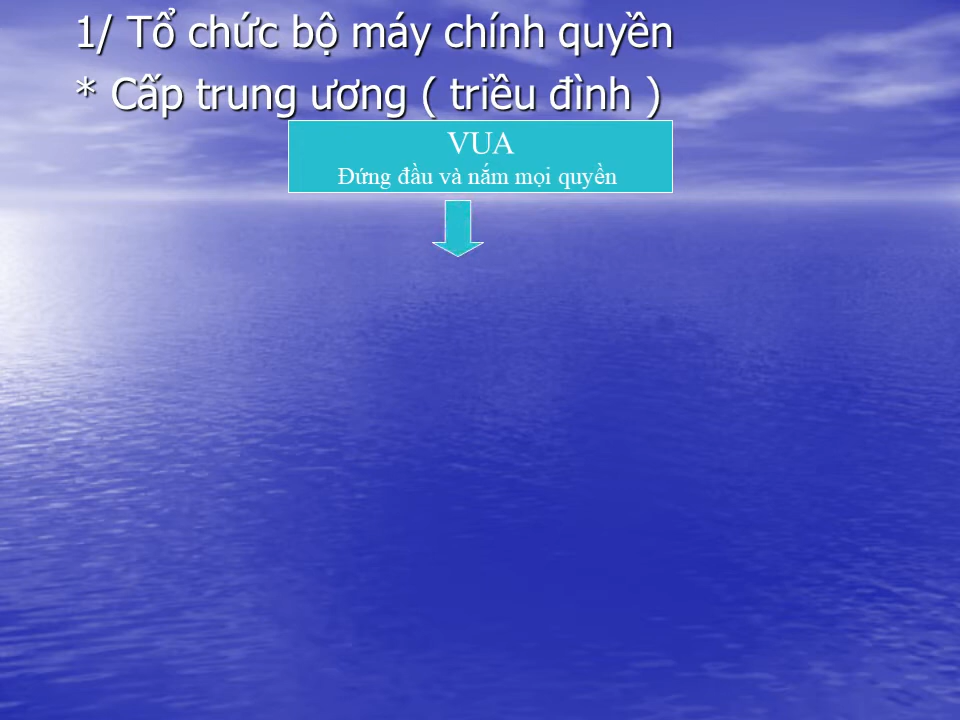 1/ Tổ chức bộ máy chính quyền
* Cấp trung ương ( triều đình )
VUA
Đứng đầu và nắm mọi quyền